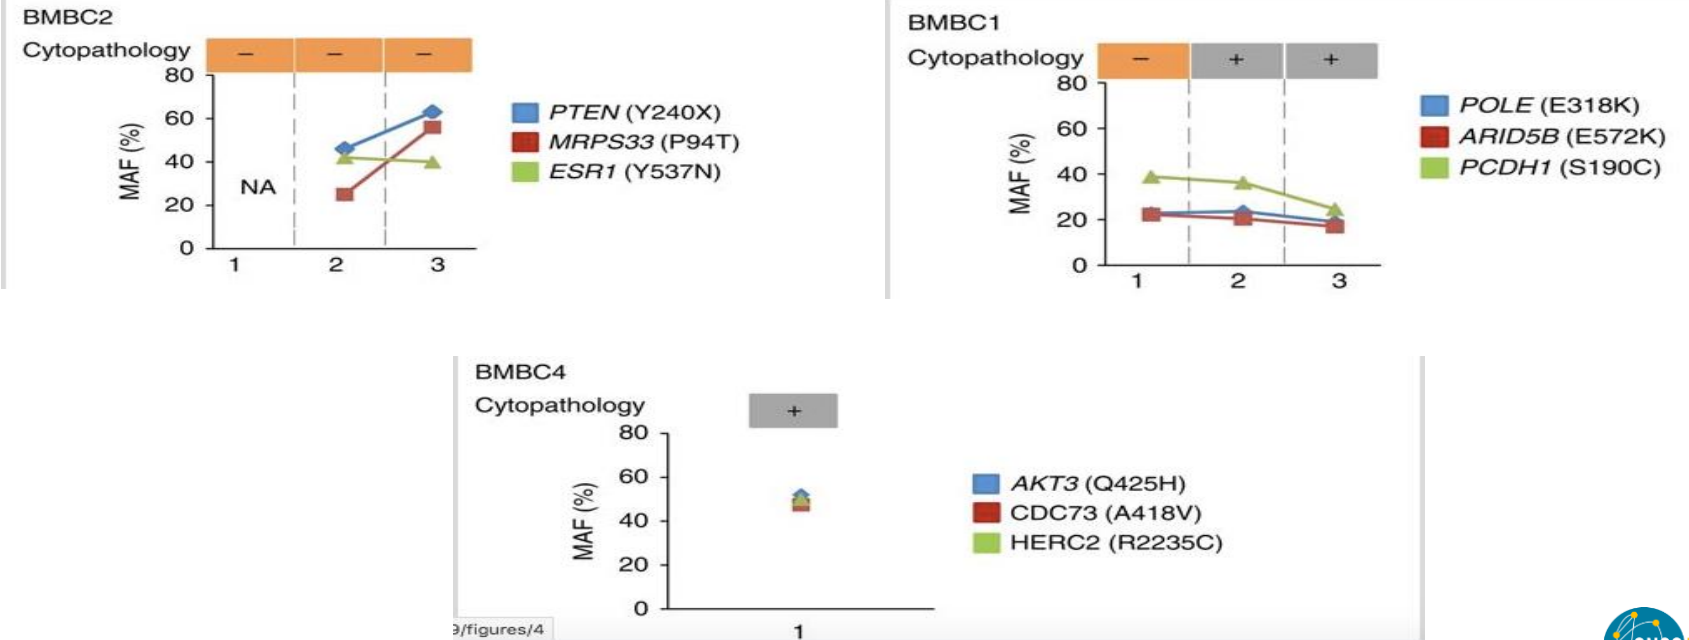 BMBC2
Cytopathology − − −
80
60
40
20
0
MAF (%)
NA
1 2 3
PTEN (Y240X)
MRPS33 (P94T)
ESR1 (Y537N)
BMBC1
Cytopathology − + +
80
60
40
20
0
MAF (%)
1 2 3
POLE (E318K)
ARID5B (E572K)
PCDH1 (S190C)
BMBC4
Cytopathology +
80
60
40
20
0
MAF (%)
1
AKT3 (Q425H)
CDC73 (A418V)
HERC2 (R2235C)
9/figures/4